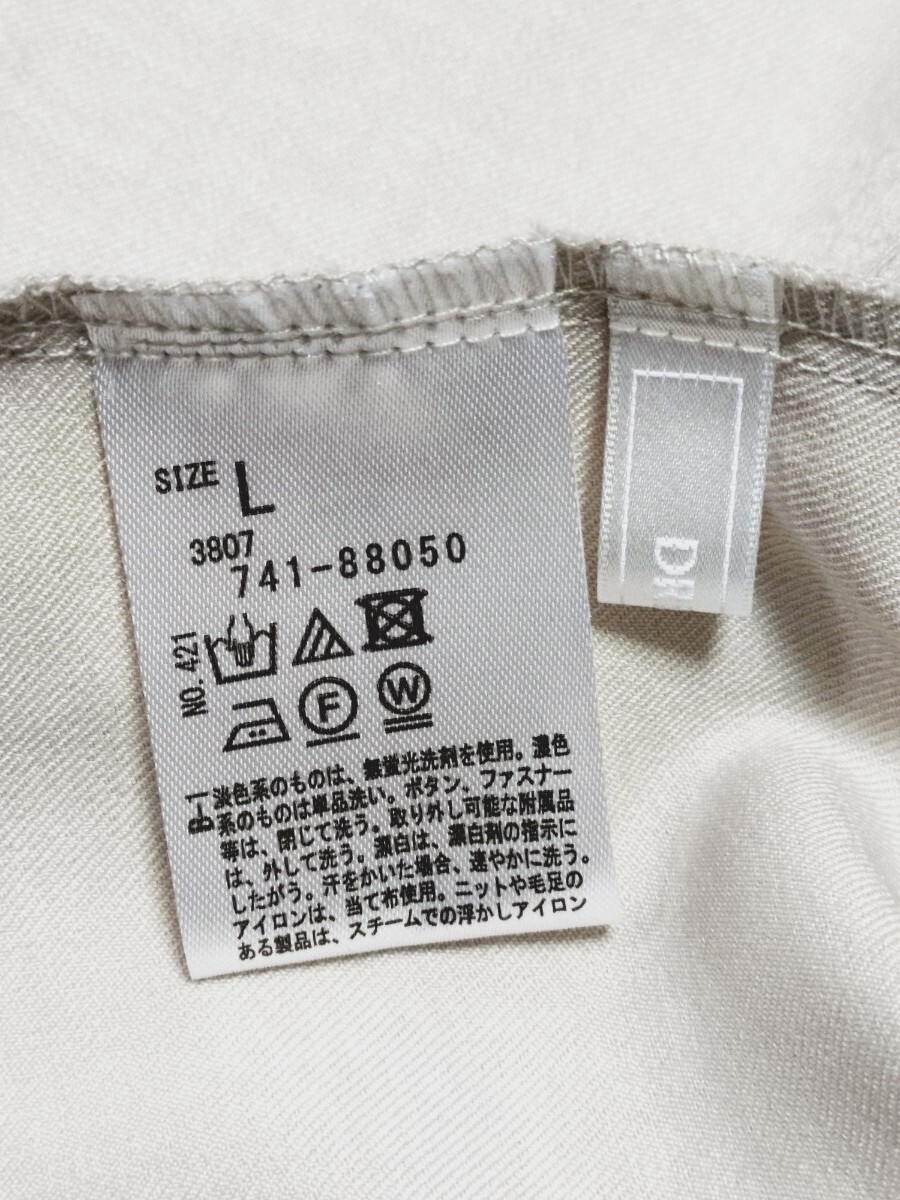 SIZE L
3807
741-88050
NO. 421
F W
淡色系のものは、無蛍光洗剤を使用。濃色
系のものは単品洗い。ボタン、ファスナー
等は、閉じて洗う。取り外し可能な附属品
は、外して洗う。漂白は、漂白剤の指示に
したがう。汗をかいた場合、速やかに洗う。
アイロンは、当て布使用。ニットや毛足の
ある製品は、スチームでの浮かしアイロン